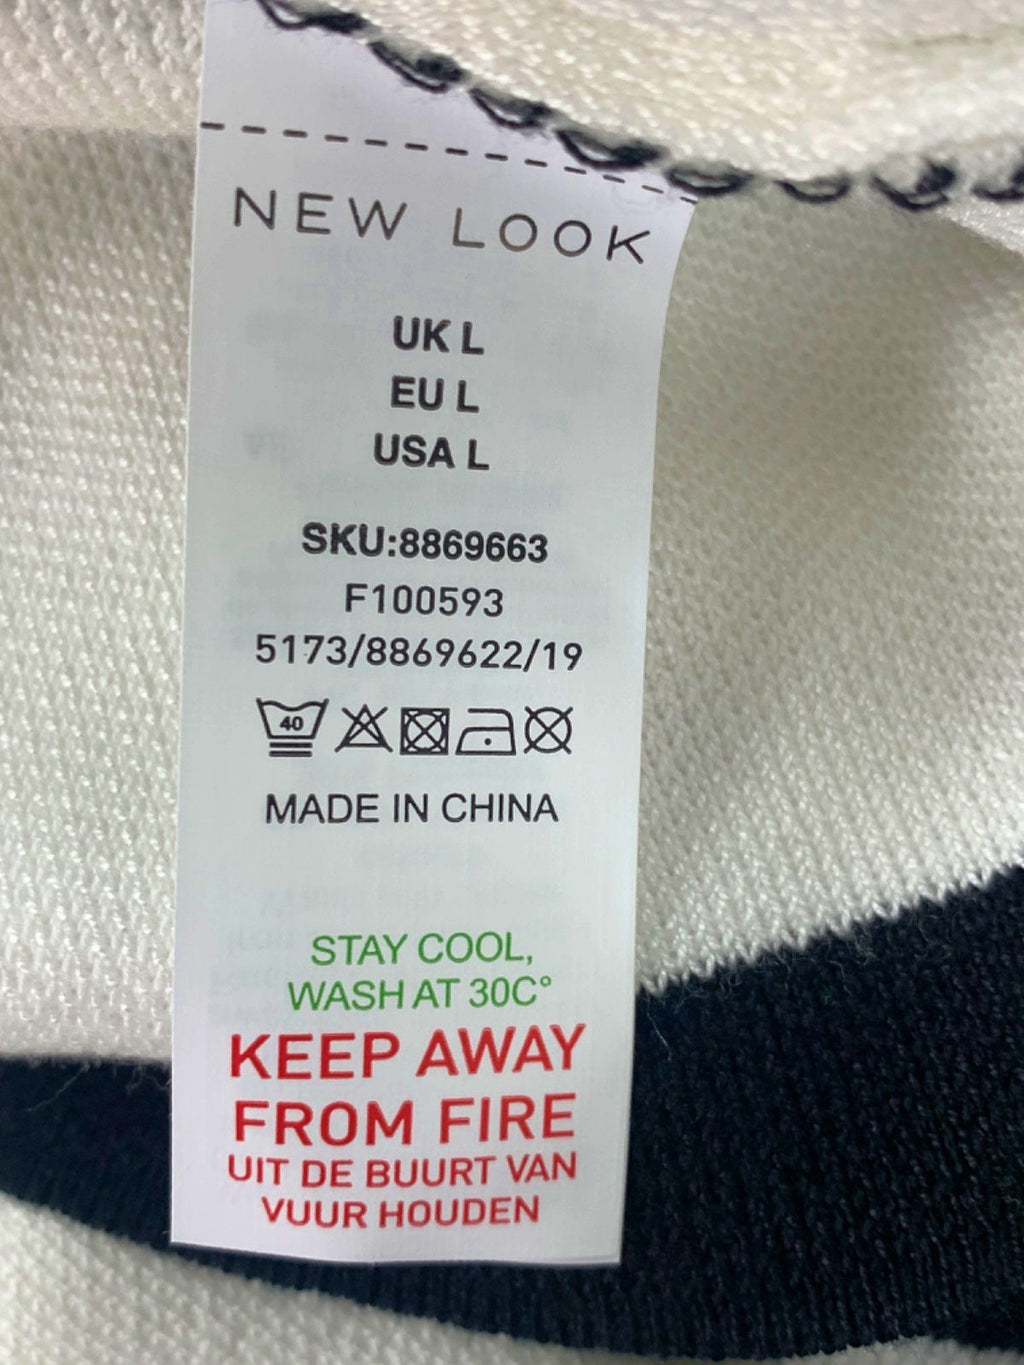 NEW LOOK
UK L
EU L
USA L
SKU:8869663
F100593
5173/8869622/19
40
MADE IN CHINA
STAY COOL,
WASH AT 30C°
KEEP AWAY
FROM FIRE
UIT DE BUURT VAN
VUUR HOUDEN